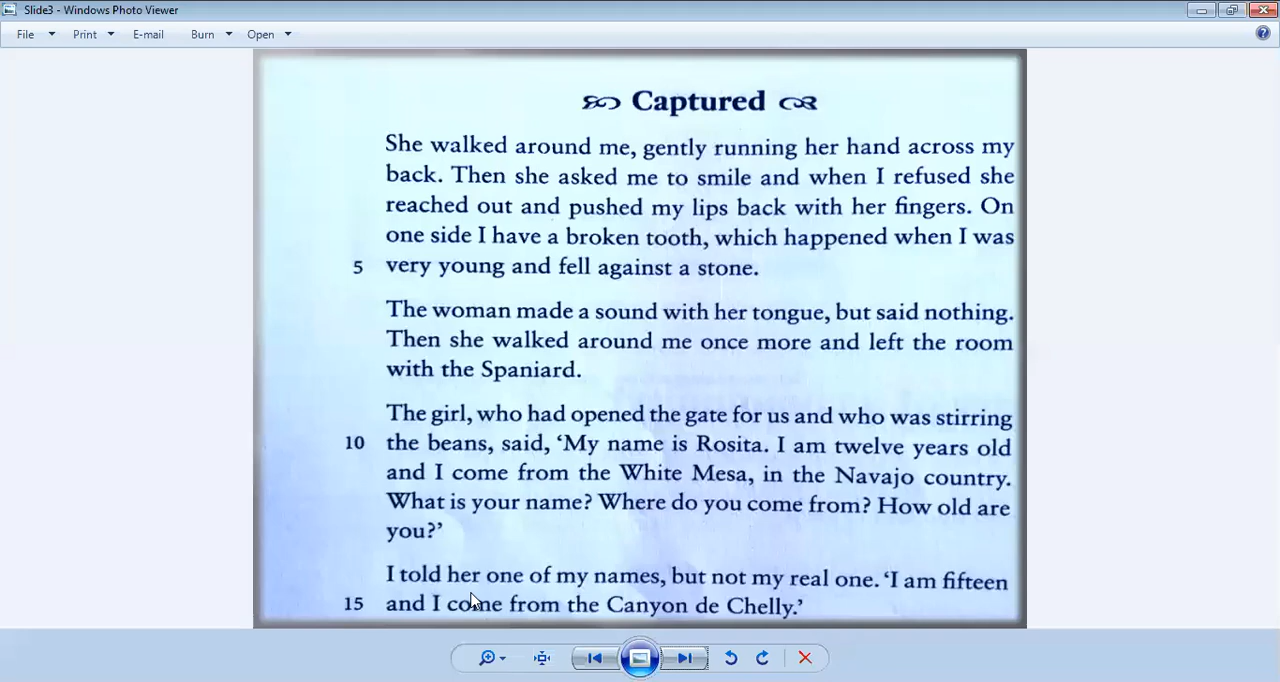 Slide3 - Windows Photo Viewer
File Print E-mail Burn Open
Captured
She walked around me, gently running her hand across my
back. Then she asked me to smile and when I refused she
reached out and pushed my lips back with her fingers. On
one side I have a broken tooth, which happened when I was
5 very young and fell against a stone.
The woman made a sound with her tongue, but said nothing.
Then she walked around me once more and left the room
with the Spaniard.
The girl, who had opened the gate for us and who was stirring
10 the beans, said, ‘My name is Rosita. I am twelve years old
and I come from the White Mesa, in the Navajo country.
What is your name? Where do you come from? How old are
you?’
I told her one of my names, but not my real one. ‘I am fifteen
15 and I come from the Canyon de Chelly.’